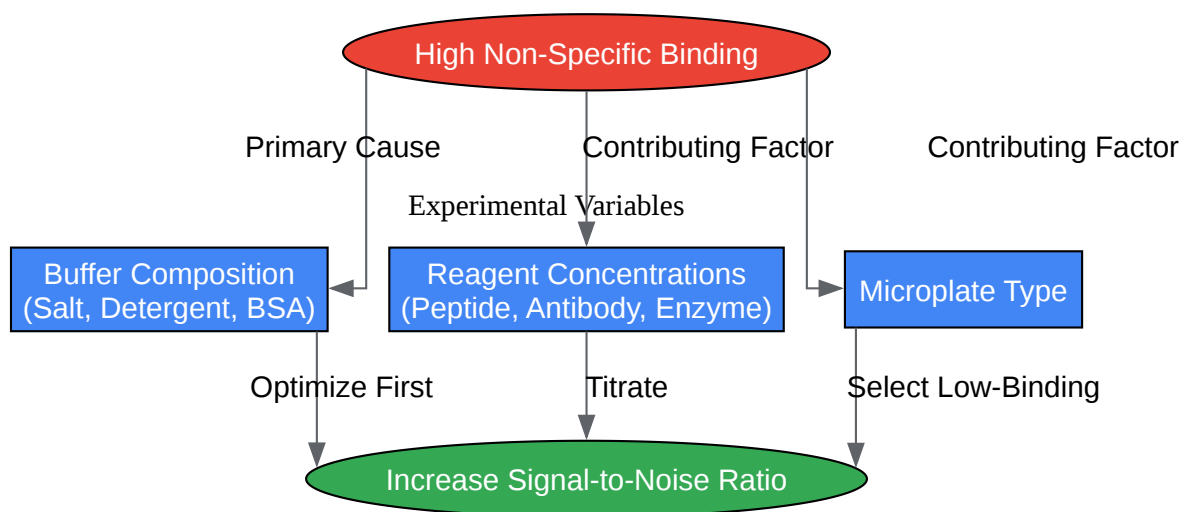 High Non-Specific Binding
Primary Cause
Contributing Factor
Contributing Factor
Experimental Variables
Buffer Composition
(Salt, Detergent, BSA)
Reagent Concentrations
(Peptide, Antibody, Enzyme)
Microplate Type
Optimize First
Titrate
Select Low-Binding
Increase Signal-to-Noise Ratio